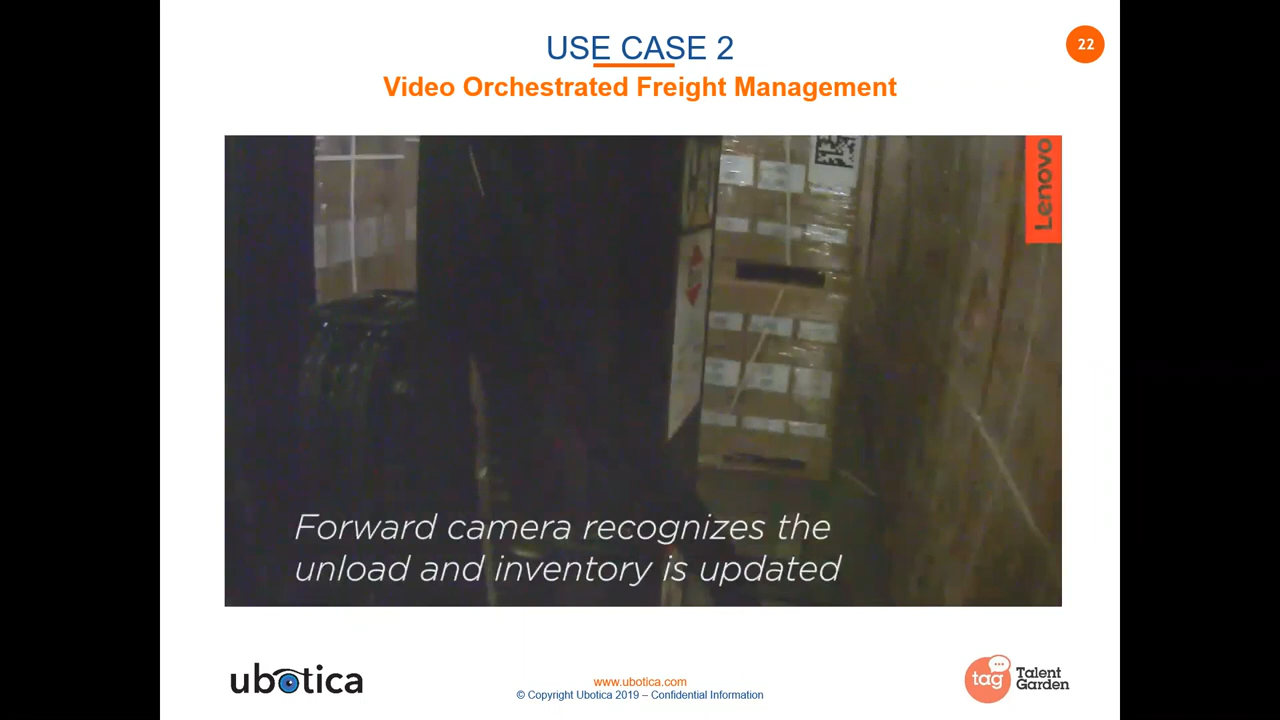 USE CASE 2
22
Video Orchestrated Freight Management
Lenovo
Forward camera recognizes the
unload and inventory is updated
ubotica
www.ubotica.com
© Copyright Ubotica 2019 – Confidential Information
tag
Talent
Garden